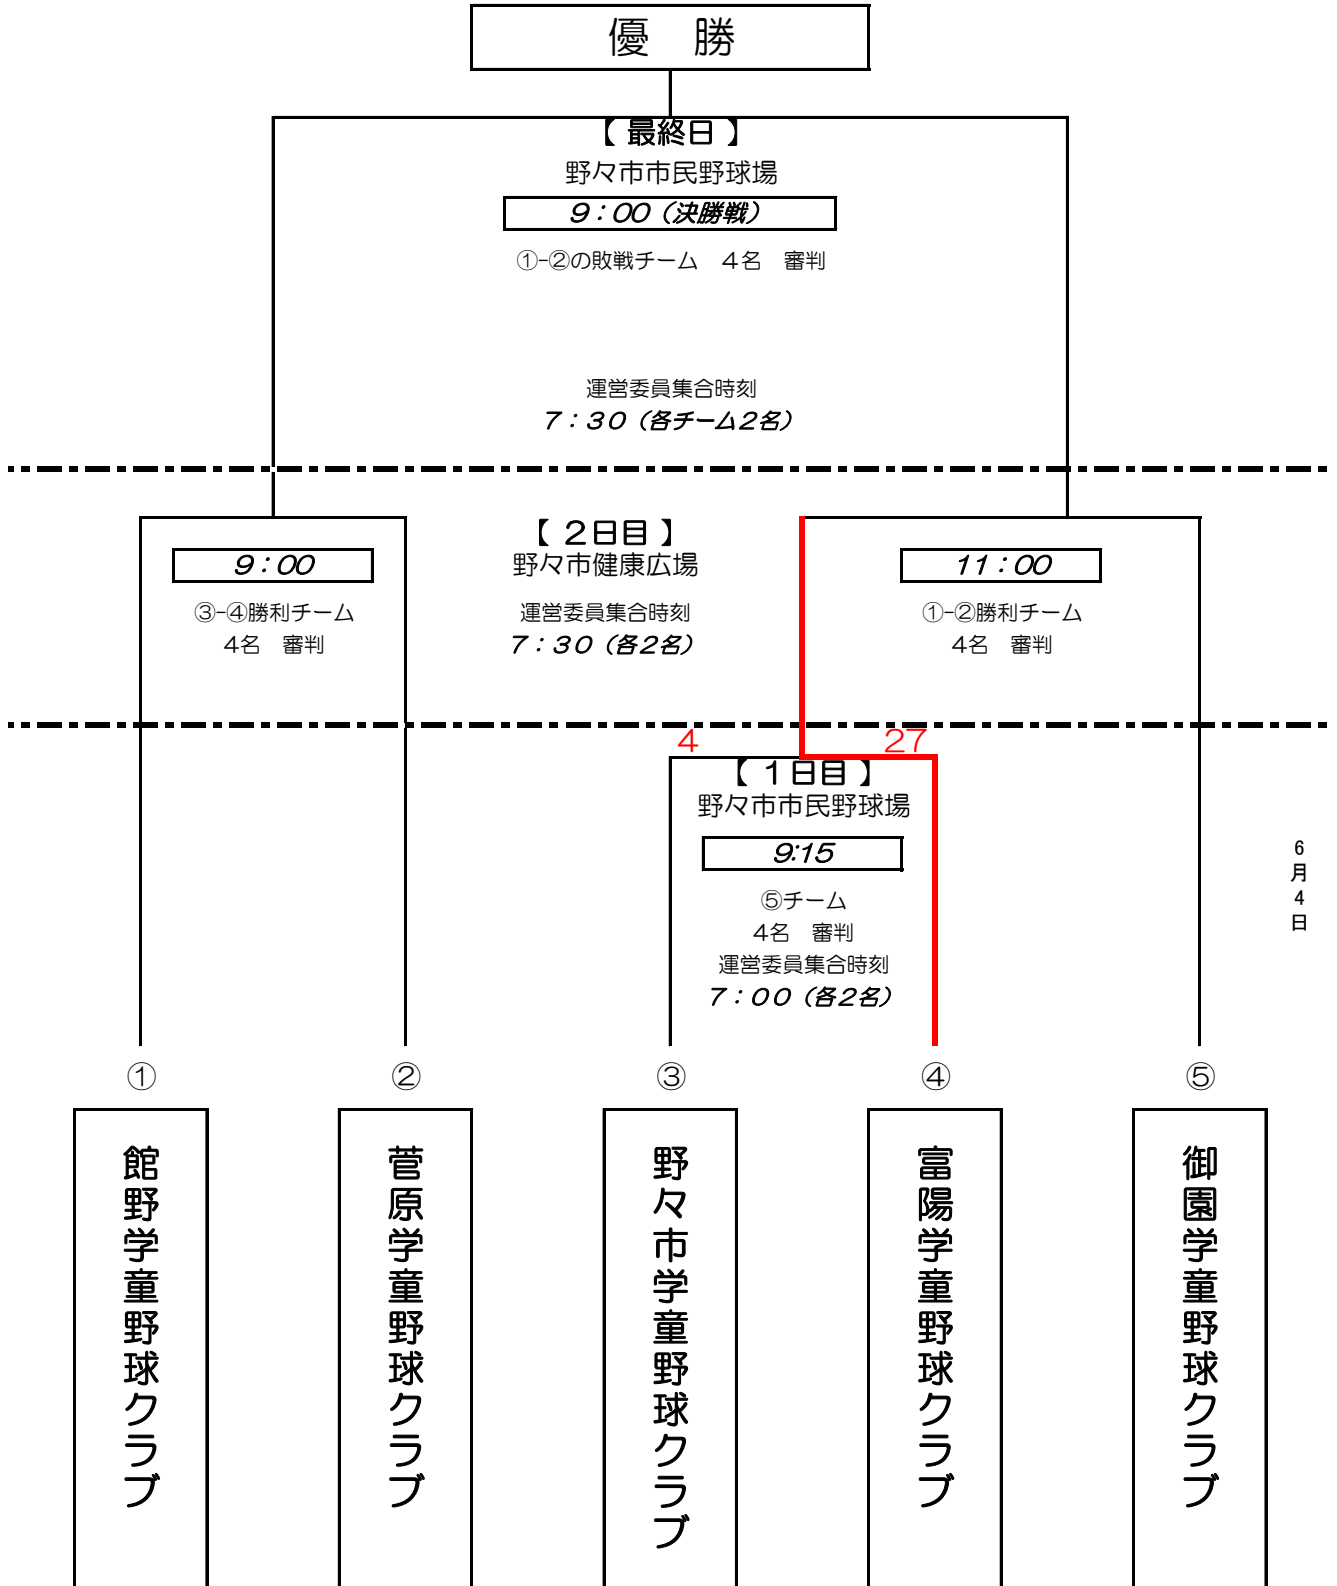 優　勝
【 最終日 】
野々市市民野球場
９：００（決勝戦）
①-②の敗戦チーム　４名　審判
運営委員集合時刻
７：３０（各チーム２名）
【 ２日目 】
野々市健康広場
９：００
③-④勝利チーム
４名　審判
運営委員集合時刻
７：３０（各２名）
１１：００
①-②勝利チーム
４名　審判
4
27
【 １日目 】
野々市市民野球場
9:15
⑤チーム
４名　審判
運営委員集合時刻
７：００（各２名）
６月４日
①
②
③
④
⑤
館野学童野球クラブ
菅原学童野球クラブ
野々市学童野球クラブ
富陽学童野球クラブ
御園学童野球クラブ